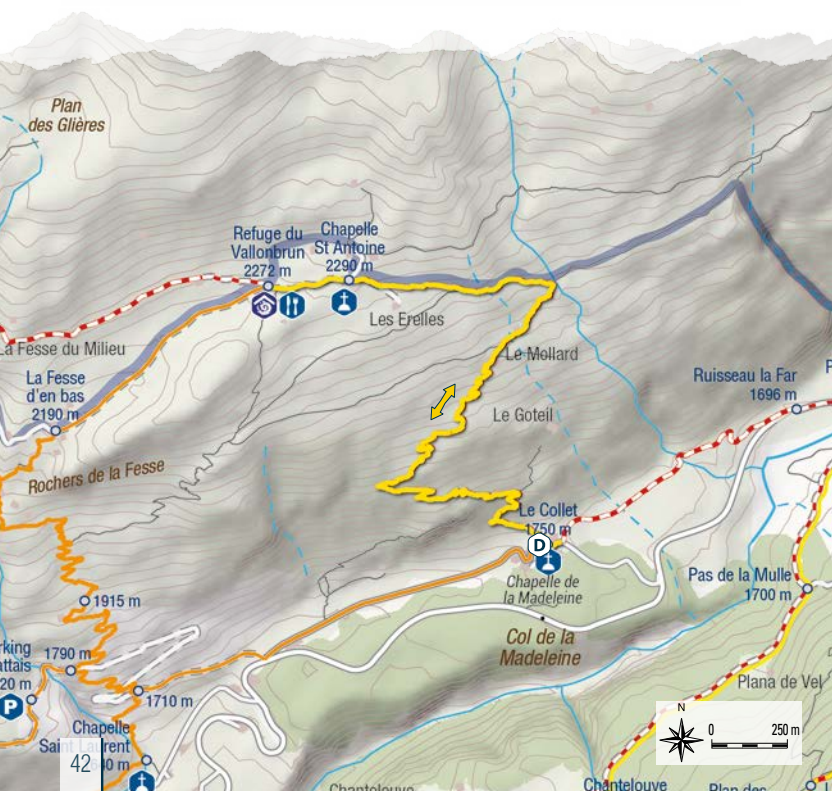 Plan
des Glières
Refuge du
Vallonbrun
2272 m
Chapelle
St Antoine
2290 m
Les Erelles
La Fesse du Milieu
Le Mollard
La Fesse
d'en bas
2190 m
Ruisseau la Far
1696 m
Le Goteil
Rochers de la Fesse
Le Collet
1750 m
D
Chapelle de
la Madeleine
Pas de la Mulle
1700 m
1915 m
Col de la
Madeleine
1790 m
P
1710 m
Plana de Vel
N
0 250 m
Chapelle
Saint Laurent
42
Chantelouve
Chantelouve
Plan des